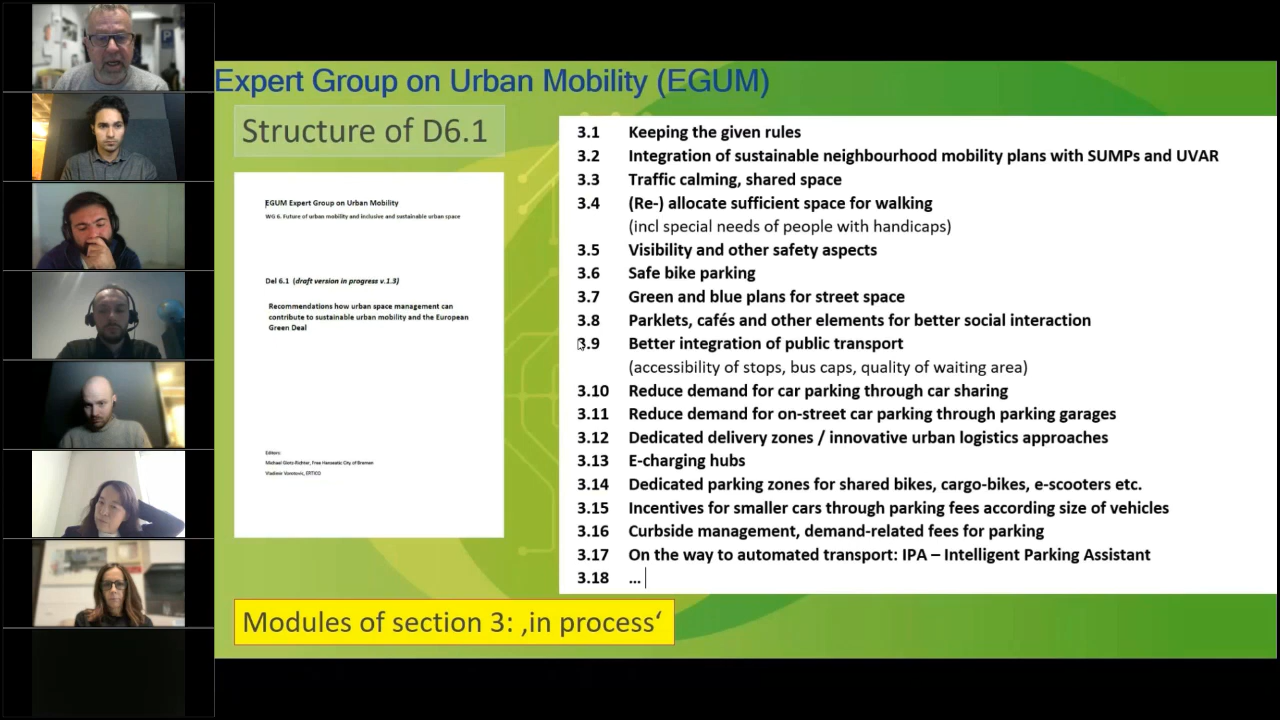 Expert Group on Urban Mobility (EGUM)
Structure of D6.1
EGUM Expert Group on Urban Mobility
WG 6. Future of urban mobility and inclusive and sustainable urban space
Del 6.1 (draft version in progress v.1.3)
Recommendations how urban space management can
contribute to sustainable urban mobility and the European
Green Deal
Editors:
Michael Glotz-Richter, Free Hanseatic City of Bremen
Vladimir Vorotovic, ERTICO
3.1 Keeping the given rules
3.2 Integration of sustainable neighbourhood mobility plans with SUMPs and UVAR
3.3 Traffic calming, shared space
3.4 (Re-) allocate sufficient space for walking
(incl special needs of people with handicaps)
3.5 Visibility and other safety aspects
3.6 Safe bike parking
3.7 Green and blue plans for street space
3.8 Parklets, cafés and other elements for better social interaction
3.9 Better integration of public transport
(accessibility of stops, bus caps, quality of waiting area)
3.10 Reduce demand for car parking through car sharing
3.11 Reduce demand for on-street car parking through parking garages
3.12 Dedicated delivery zones / innovative urban logistics approaches
3.13 E-charging hubs
3.14 Dedicated parking zones for shared bikes, cargo-bikes, e-scooters etc.
3.15 Incentives for smaller cars through parking fees according size of vehicles
3.16 Curbside management, demand-related fees for parking
3.17 On the way to automated transport: IPA – Intelligent Parking Assistant
3.18 ...
Modules of section 3: ‚in process‘
P